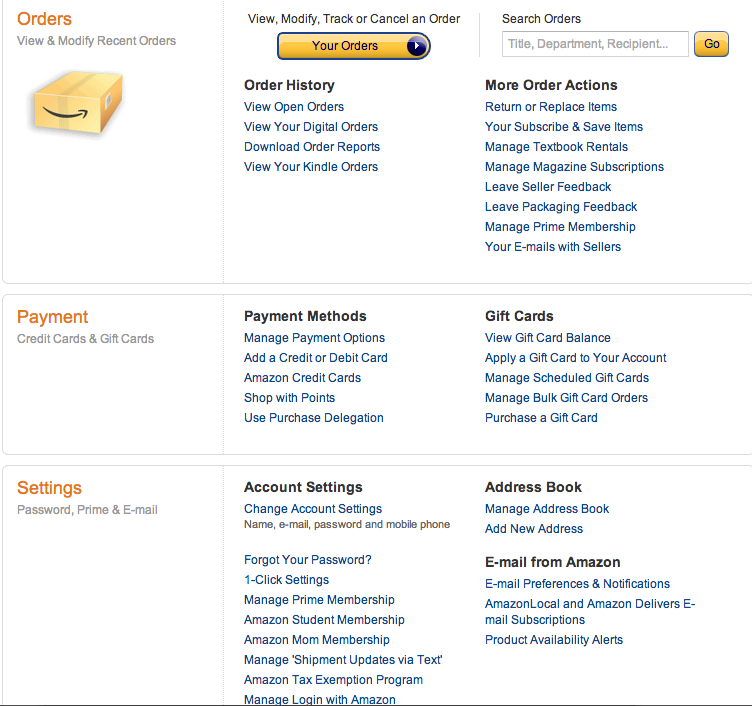 Orders
View & Modify Recent Orders
View, Modify, Track or Cancel an Order
Your Orders
Search Orders
Title, Department, Recipient...
Go
Order History
View Open Orders
View Your Digital Orders
Download Order Reports
View Your Kindle Orders
More Order Actions
Return or Replace Items
Your Subscribe & Save Items
Manage Textbook Rentals
Manage Magazine Subscriptions
Leave Seller Feedback
Leave Packaging Feedback
Manage Prime Membership
Your E-mails with Sellers
Payment
Credit Cards & Gift Cards
Payment Methods
Manage Payment Options
Add a Credit or Debit Card
Amazon Credit Cards
Shop with Points
Use Purchase Delegation
Gift Cards
View Gift Card Balance
Apply a Gift Card to Your Account
Manage Scheduled Gift Cards
Manage Bulk Gift Card Orders
Purchase a Gift Card
Settings
Password, Prime & E-mail
Account Settings
Change Account Settings
Name, e-mail, password and mobile phone
Forgot Your Password?
1-Click Settings
Manage Prime Membership
Amazon Student Membership
Amazon Mom Membership
Manage 'Shipment Updates via Text'
Amazon Tax Exemption Program
Manage Login with Amazon
Address Book
Manage Address Book
Add New Address
E-mail from Amazon
E-mail Preferences & Notifications
AmazonLocal and Amazon Delivers E-
mail Subscriptions
Product Availability Alerts